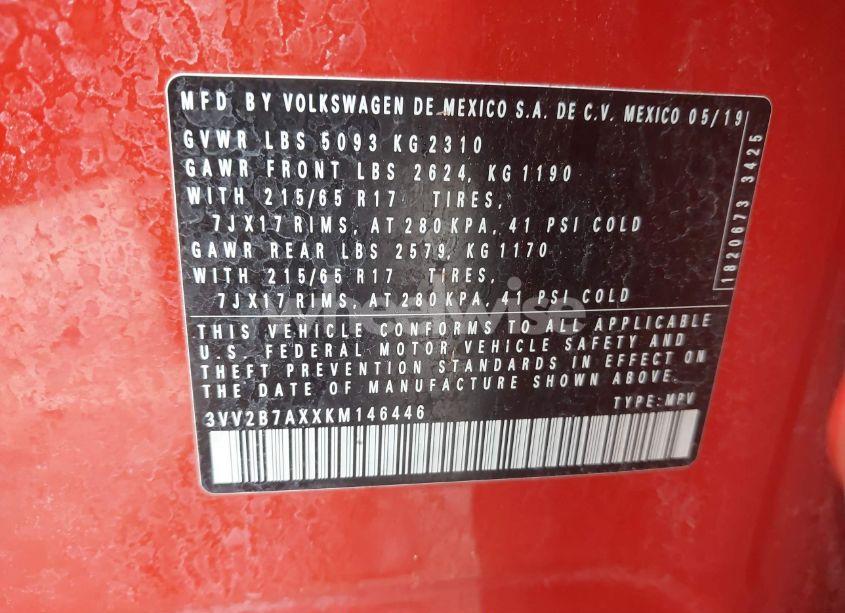 MFD BY VOLKSWAGEN DE MEXICO S.A. DE C.V. MEXICO 05/19
GVWR LBS 5093 KG 2310
GAWR FRONT LBS 2624, KG 1190
WITH 215/65 R17 TIRES,
7JX17 RIMS, AT 280 KPA, 41 PSI COLD
GAWR REAR LBS 2579, KG 1170
WITH 215/65 R17 TIRES,
7JX17 RIMS, AT 280 KPA, 41 PSI COLD
1820673 3425
wheelwise
THIS VEHICLE CONFORMS TO ALL APPLICABLE
U.S. FEDERAL MOTOR VEHICLE SAFETY AND
THEFT PREVENTION STANDARDS IN EFFECT ON
THE DATE OF MANUFACTURE SHOWN ABOVE.
3VV2B7AXXKM146446 TYPE: MPV